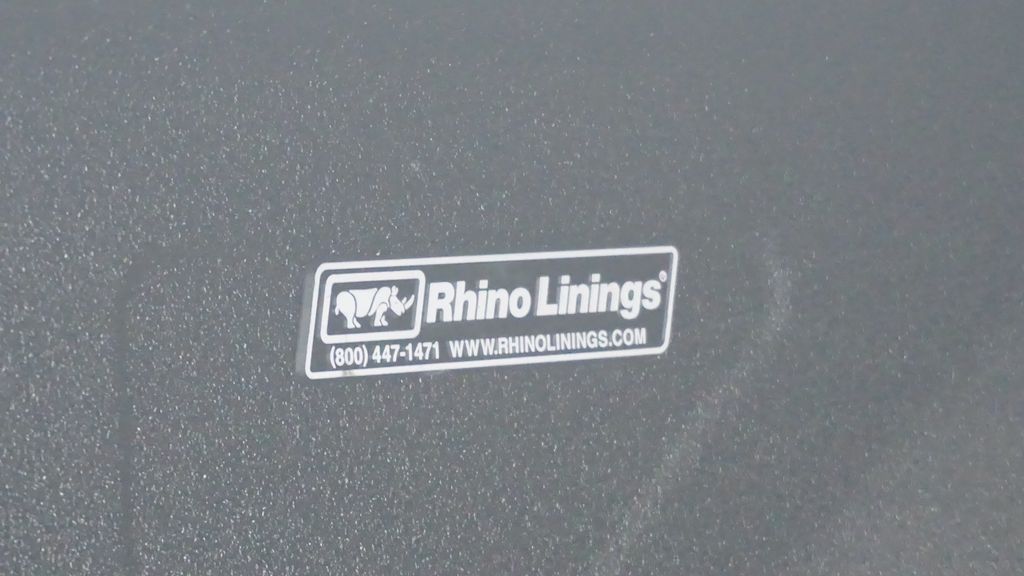 Rhino Linings®
(800) 447-1471 WWW.RHINOLININGS.COM